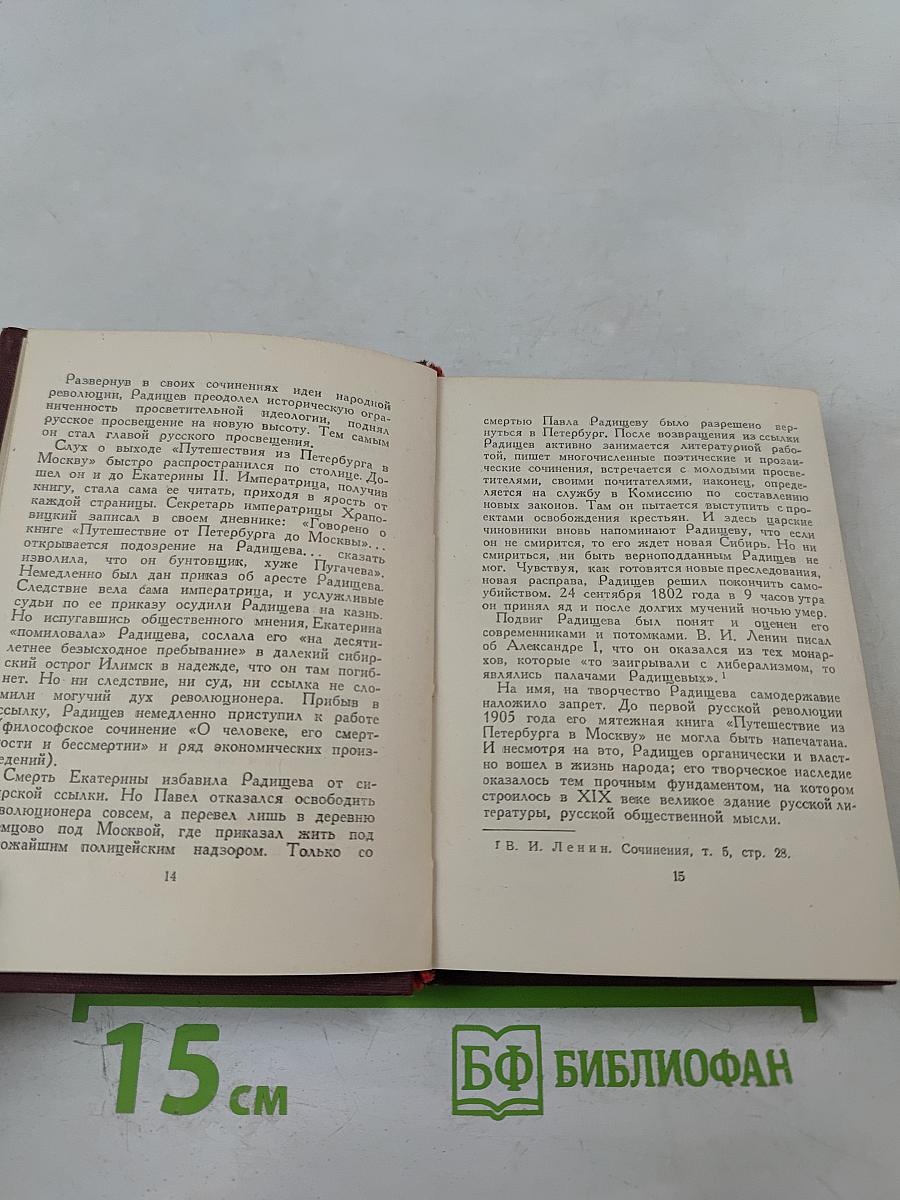 Развернув в своих сочинениях идеи народной
революции, Радищев преодолел историческую огра-
ниченность просветительной идеологии, поднял
русское просвещение на новую высоту. Тем самым
он стал главой русского просвещения.
Слух о выходе «Путешествия из Петербурга в
Москву» быстро распространился по столице. До-
шел он и до Екатерины II. Императрица, получив
книгу, стала сама ее читать, приходя в ярость от
каждой страницы. Секретарь императрицы Храпо-
вицкий записал в своем дневнике: «Говорено о
книге «Путешествие от Петербурга до Москвы»...
открывается подозрение на Радищева... сказать
изволила, что он бунтовщик, хуже Пугачева».
Немедленно был дан приказ об аресте Радищева.
Следствие вела сама императрица, и услужливые
судьи по ее приказу осудили Радищева на казнь.
Но испугавшись общественного мнения, Екатерина
«помиловала» Радищева, сослала его «на десяти-
летнее безысходное пребывание» в далекий сибир-
ский острог Илимск в надежде, что он там погиб-
нет. Но ни следствие, ни суд, ни ссылка не сло-
мили могучий дух революционера. Прибыв в
ссылку, Радищев немедленно приступил к работе
(философское сочинение «О человеке, его смерт-
ности и бессмертии» и ряд экономических произ-
едений).
Смерть Екатерины избавила Радищева от си-
ирской ссылки. Но Павел отказался освободить
волюционера совсем, а перевел лишь в деревню
емцово под Москвой, где приказал жить под
ожайшим полицейским надзором. Только со
14
смертью Павла Радищеву было разрешено вер-
нуться в Петербург. После возвращения из ссылки
Радищев активно занимается литературной рабо-
той, пишет многочисленные поэтические и прозаи-
ческие сочинения, встречается с молодыми просве-
тителями, своими почитателями, наконец, опреде-
ляется на службу в Комиссию по составлению
новых законов. Там он пытается выступить с про-
ектами освобождения крестьян. И здесь царские
чиновники вновь напоминают Радищеву, что если
он не смирится, то его ждет новая Сибирь. Но ни
смириться, ни быть верноподданным Радищев не
мог. Чувствуя, как готовятся новые преследования,
новая расправа, Радищев решил покончить само-
убийством. 24 сентября 1802 года в 9 часов утра
он принял яд и после долгих мучений ночью умер.
Подвиг Радищева был понят и оценен его
современниками и потомками. В. И. Ленин писал
об Александре I, что он оказался из тех монар-
хов, которые «то заигрывали с либерализмом, то
являлись палачами Радищевых». 1
На имя, на творчество Радищева самодержавие
наложило запрет. До первой русской революции
1905 года его мятежная книга «Путешествие из
Петербурга в Москву» не могла быть напечатана.
И несмотря на это, Радищев органически и власт-
но вошел в жизнь народа; его творческое наследие
оказалось тем прочным фундаментом, на котором
строилось в XIX веке великое здание русской ли-
тературы, русской общественной мысли.
1 В. И. Ленин. Сочинения, т. 5, стр. 28.
15
15 см
БФ БИБЛИОФАН